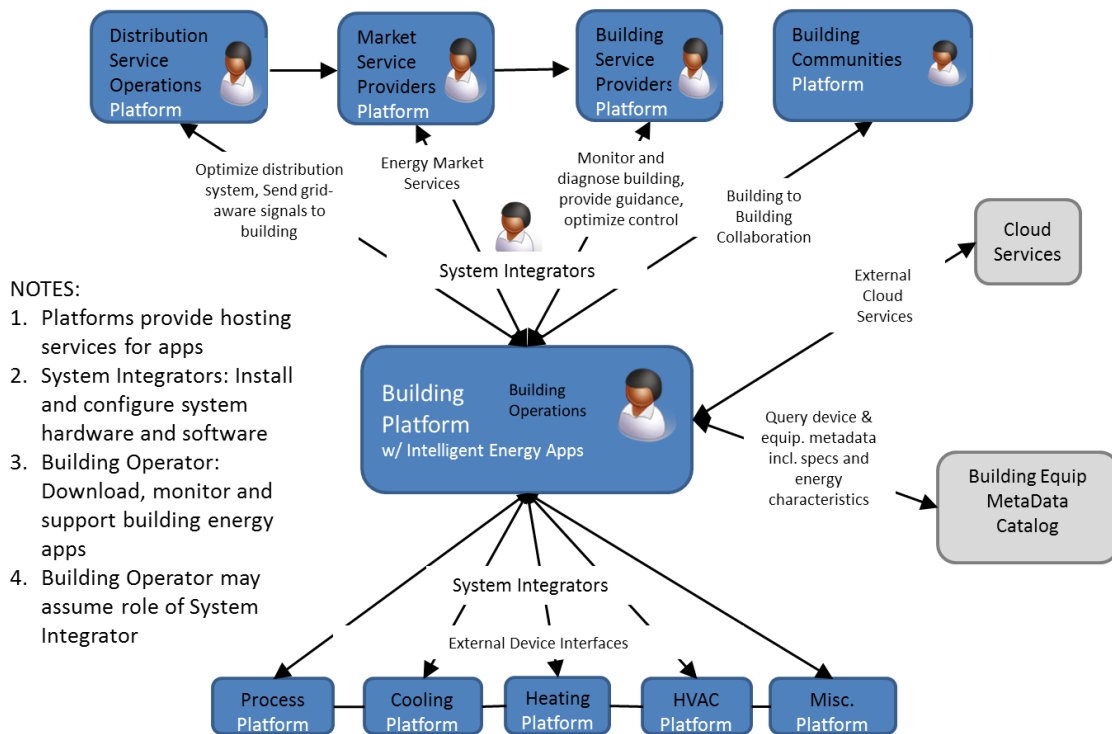 Distribution
Service
Operations
Platform
Market
Service
Providers
Platform
Building
Service
Providers
Platform
Building
Communities
Platform
Optimize distribution
system, Send grid-
aware signals to
building
Energy Market
Services
Monitor and
diagnose building,
provide guidance,
optimize control
Building to
Building
Collaboration
Cloud
Services
System Integrators
External
Cloud
Services
NOTES:
1. Platforms provide hosting
services for apps
2. System Integrators: Install
and configure system
hardware and software
3. Building Operator:
Download, monitor and
support building energy
apps
4. Building Operator may
assume role of System
Integrator
Building
Platform
w/ Intelligent Energy Apps
Building
Operations
Query device &
equip. metadata
incl. specs and
energy
characteristics
Building Equip
MetaData
Catalog
System Integrators
External Device Interfaces
Process
Platform
Cooling
Platform
Heating
Platform
HVAC
Platform
Misc.
Platform